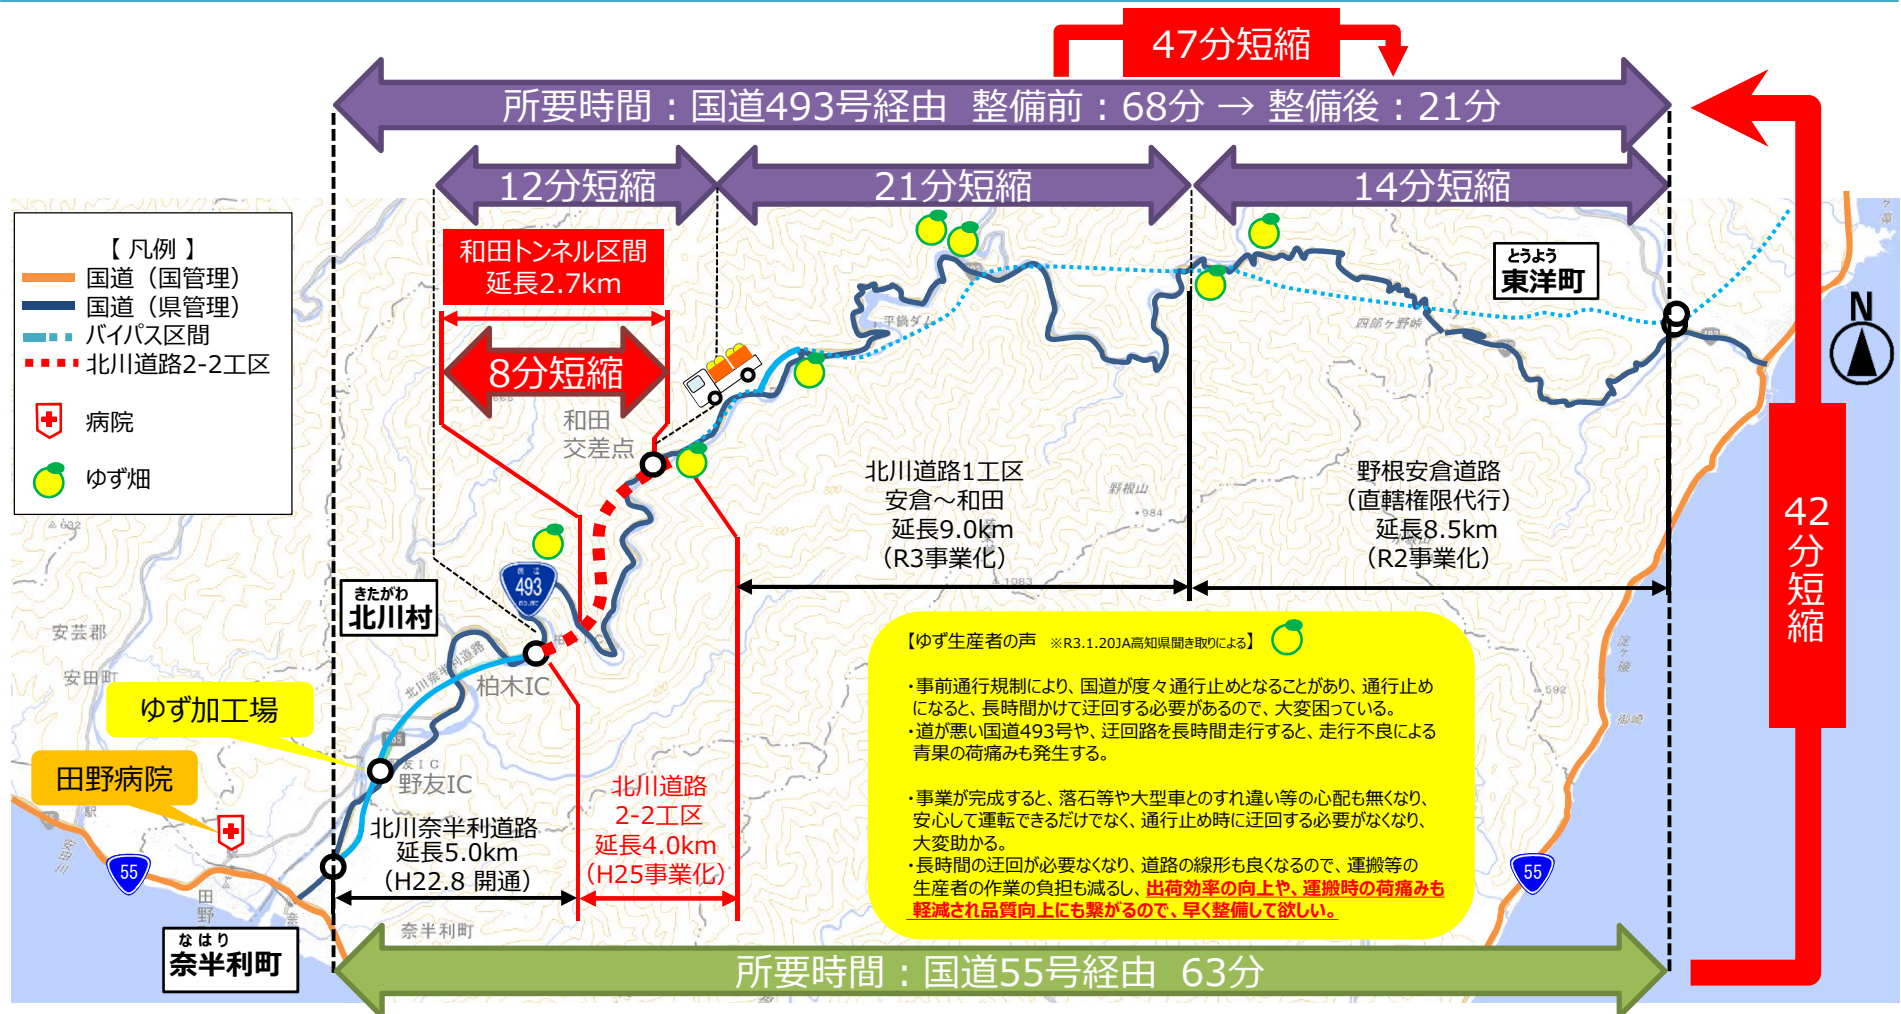 47分短縮
所要時間：国道493号経由 整備前：68分 → 整備後：21分
12分短縮
21分短縮
14分短縮
【 凡例 】
国道（国管理）
国道（県管理）
バイパス区間
北川道路2-2工区
病院
ゆず畑
和田トンネル区間
延長2.7km
8分短縮
和田
交差点
平鍋ダム
四郎ヶ野峠
とうよう
東洋町
N
493
42分短縮
北川道路1工区
安倉～和田
延長9.0km
（R3事業化）
野根安倉道路
（直轄権限代行）
延長8.5km
（R2事業化）
野根山
984
1083
632
592
500
300
国道
493
きたがわ
北川村
安芸郡
安田町
北川奈半利道路
柏木IC
ゆず加工場
田野病院
野友IC
北川奈半利道路
延長5.0km
（H22.8 開通）
北川道路
2-2工区
延長4.0km
（H25事業化）
55
安田川
田野
なはり
奈半利町
奈半利町
【ゆず生産者の声 ※R3.1.20JA高知県聞き取りによる】
・事前通行規制により、国道が度々通行止めとなることがあり、通行止め
になると、長時間かけて迂回する必要があるので、大変困っている。
・道が悪い国道493号や、迂回路を長時間走行すると、走行不良による
青果の荷痛みも発生する。
・事業が完成すると、落石等や大型車とのすれ違い等の心配も無くなり、
安心して運転できるだけでなく、通行止め時に迂回する必要がなくなり、
大変助かる。
・長時間の迂回が必要なくなり、道路の線形も良くなるので、運搬等の
生産者の作業の負担も減るし、出荷効率の向上や、運搬時の荷痛みも
軽減され品質向上にも繋がるので、早く整備して欲しい。
55
所要時間：国道55号経由 63分